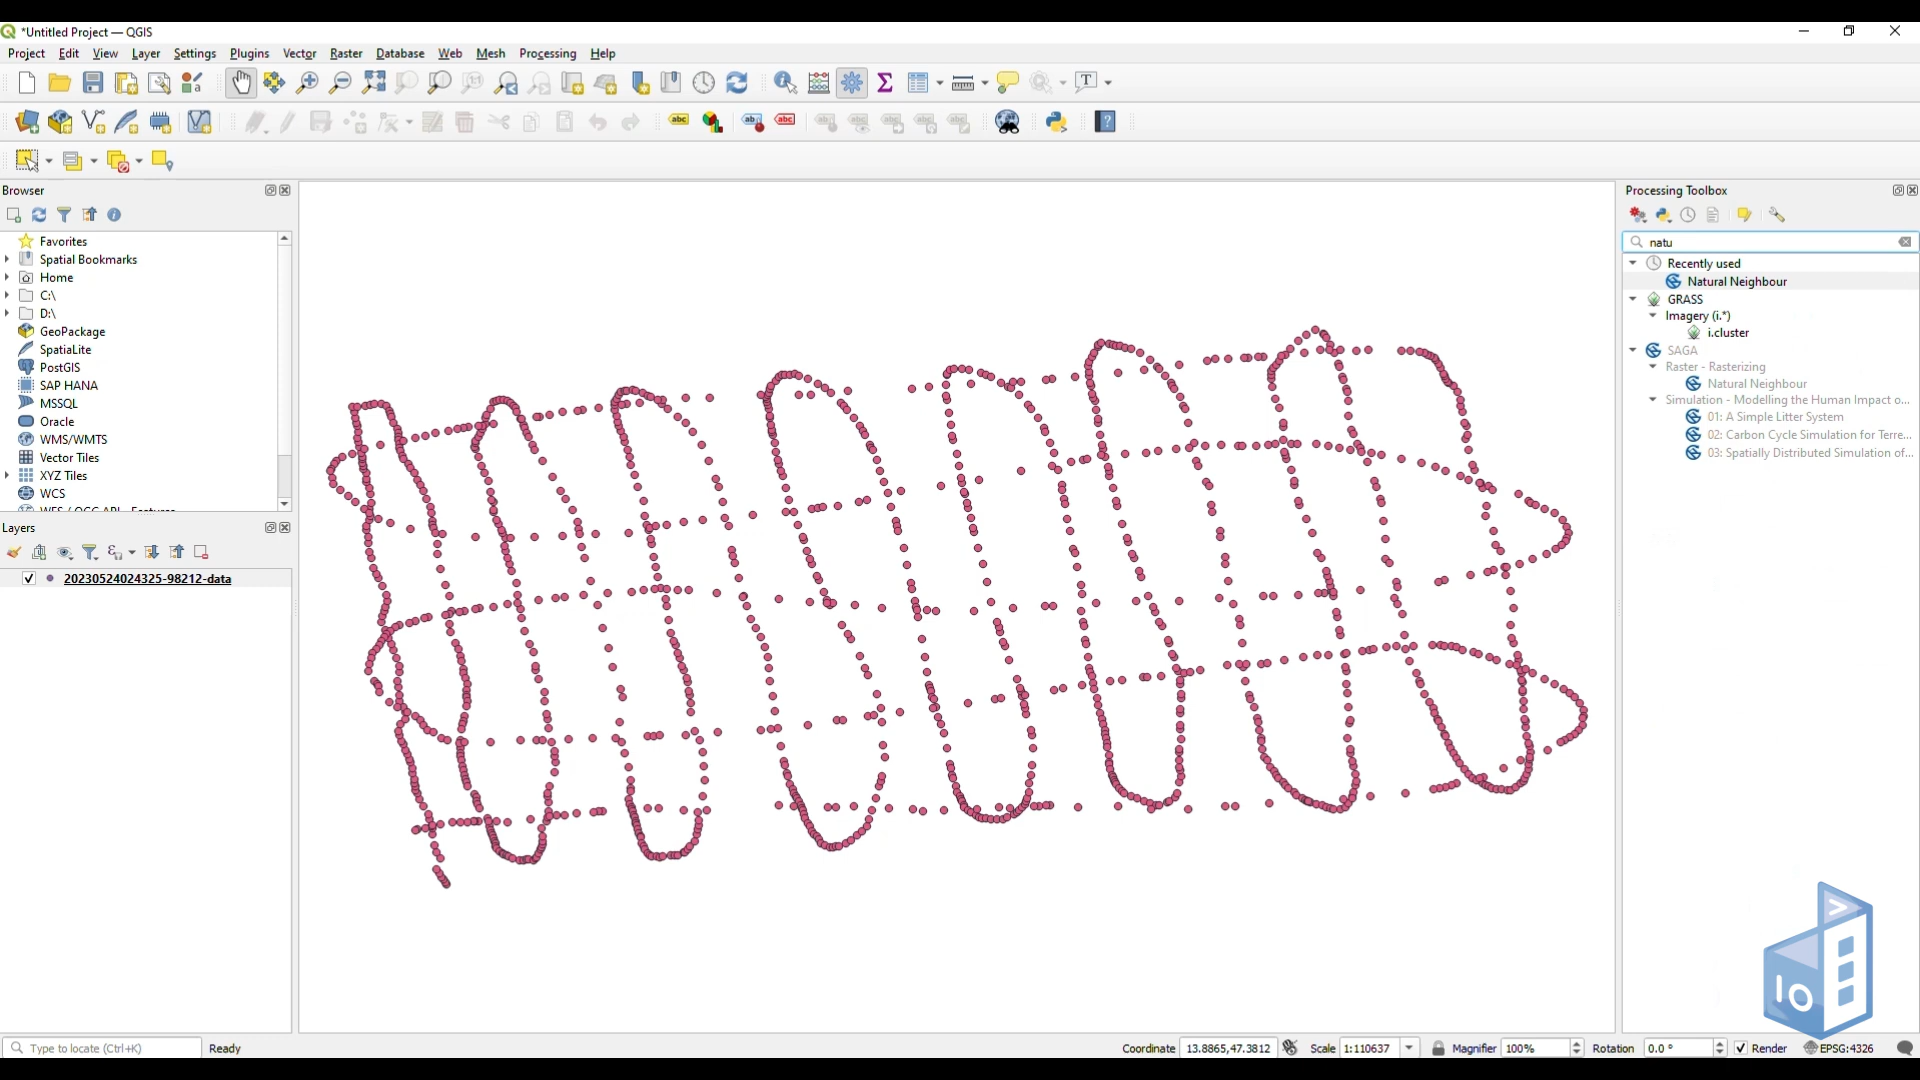 *Untitled Project — QGIS
Project Edit View Layer Settings Plugins Vector Raster Database Web Mesh Processing Help
Browser
Favorites
Spatial Bookmarks
Home
C:\
D:\
GeoPackage
SpatiaLite
PostGIS
SAP HANA
MSSQL
Oracle
WMS/WMTS
Vector Tiles
XYZ Tiles
WCS
Layers
20230524024325-98212-data
Processing Toolbox
natu
Recently used
Natural Neighbour
GRASS
Imagery (i.*)
i.cluster
SAGA
Raster - Rasterizing
Natural Neighbour
Simulation - Modelling the Human Impact o...
01: A Simple Litter System
02: Carbon Cycle Simulation for Terre...
03: Spatially Distributed Simulation of...
IO
Type to locate (Ctrl+K) Ready Coordinate 13.8865,47.3812 Scale 1:110637 Magnifier 100% Rotation 0.0 ° Render EPSG:4326